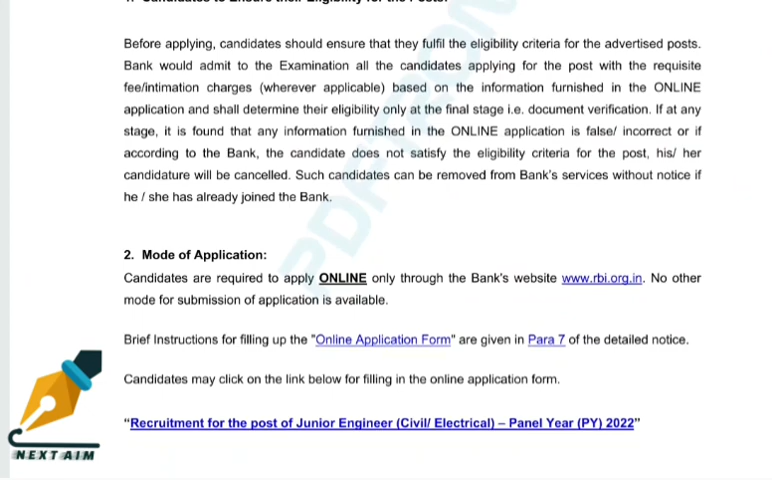 1. Candidates to Ensure their Eligibility for the Posts:
Before applying, candidates should ensure that they fulfil the eligibility criteria for the advertised posts.
Bank would admit to the Examination all the candidates applying for the post with the requisite
fee/intimation charges (wherever applicable) based on the information furnished in the ONLINE
application and shall determine their eligibility only at the final stage i.e. document verification. If at any
stage, it is found that any information furnished in the ONLINE application is false/ incorrect or if
according to the Bank, the candidate does not satisfy the eligibility criteria for the post, his/ her
candidature will be cancelled. Such candidates can be removed from Bank's services without notice if
he / she has already joined the Bank.
2. Mode of Application:
Candidates are required to apply ONLINE only through the Bank's website www.rbi.org.in. No other
mode for submission of application is available.
Brief Instructions for filling up the "Online Application Form" are given in Para 7 of the detailed notice.
Candidates may click on the link below for filling in the online application form.
"Recruitment for the post of Junior Engineer (Civil/ Electrical) – Panel Year (PY) 2022"
NEXT AIM
PDFTRON